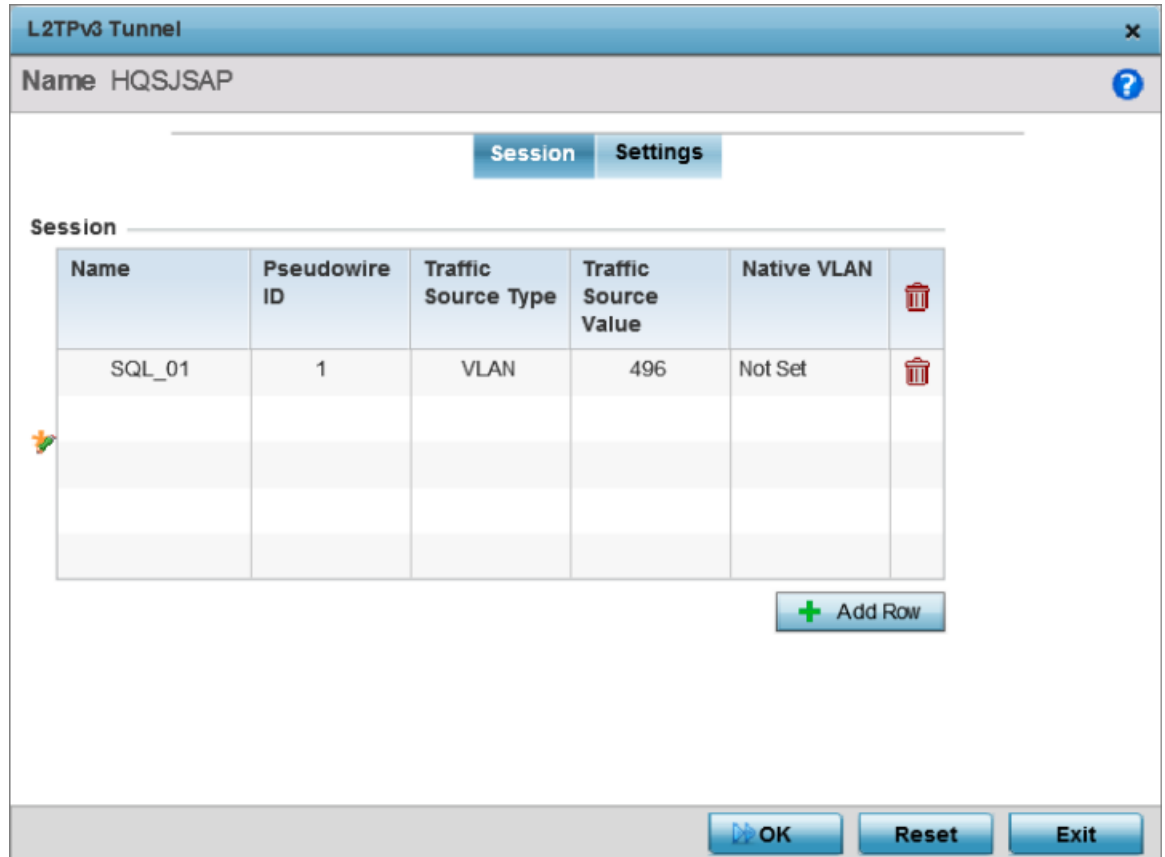 L2TPv3 Tunnel
Name HQSJSAP
Session Settings
Session
Name Pseudowire ID Traffic Source Type Traffic Source Value Native VLAN
SQL_01 1 VLAN 496 Not Set
Add Row
OK Reset Exit